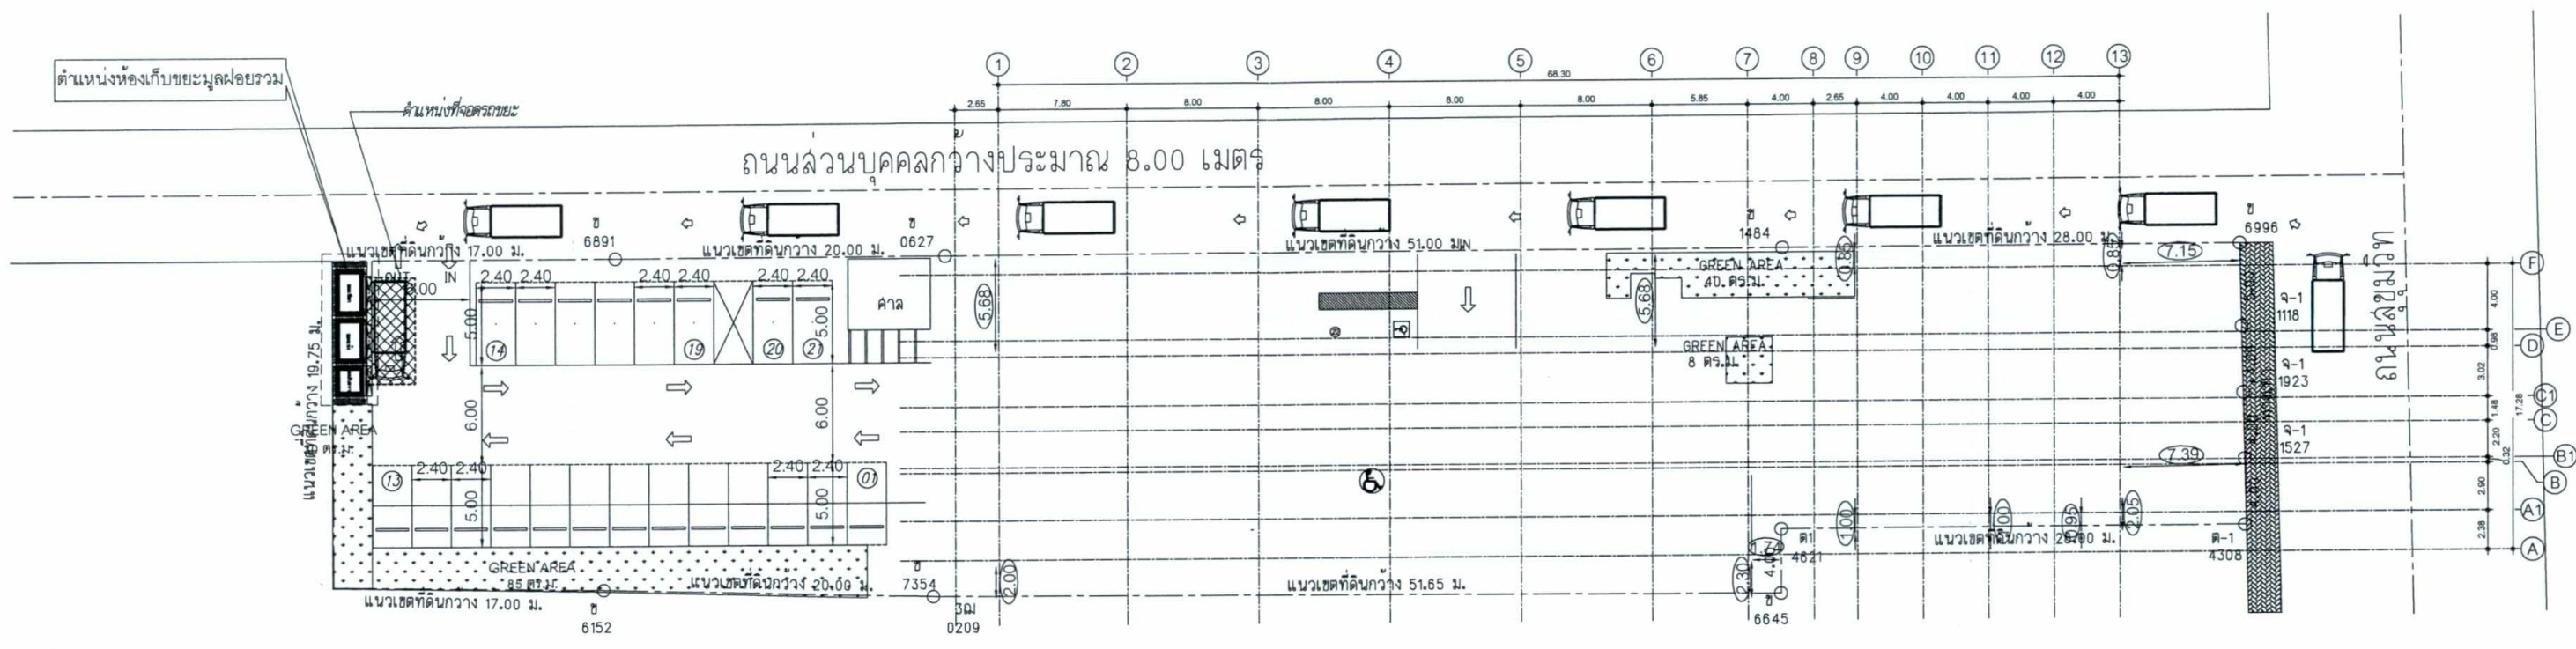 ตำแหน่งห้องเก็บขยะมูลฝอยรวม
ตำแหน่งที่จอดรถขยะ
1 2 3 4 5 6 7 8 9 10 11 12 13
68.30
2.65 7.80 8.00 8.00 8.00 8.00 5.85 4.00 2.65 4.00 4.00 4.00 4.00
ถนนส่วนบุคคลกว้างประมาณ 8.00 เมตร
ข 6891
ข 0627
ข 1484
ข 6996
แนวเขตที่ดินกว้าง 17.00 ม.
แนวเขตที่ดินกว้าง 20.00 ม.
แนวเขตที่ดินกว้าง 51.00 ม.
IN
แนวเขตที่ดินกว้าง 28.00 ม.
OUT
IN
2.40 2.40 2.40 2.40 2.40 2.40
5.00
5.00
14 19 20 21
ศาล
5.68
5.68
GREEN AREA
40 ตร.ม.
0.85
0.85
7.15
GREEN AREA
8 ตร.ม.
จ-1
1118
จ-1
1923
จ-1
1527
ถนนสุขุมวิท
F
E
D
C1
C
B1
B
A1
A
4.00
0.98
3.02
1.48
2.20
0.32
2.90
2.38
17.28
แนวเขตที่ดินกว้าง 19.75 ม.
GREEN AREA
6.00
6.00
7.39
13
2.40 2.40 2.40 2.40
01
5.00
5.00
GREEN AREA
85 ตร.ม.
แนวเขตที่ดินกว้าง 17.00 ม.
แนวเขตที่ดินกว้าง 20.00 ม.
ข
6152
ข
7354
3ฌ
0209
2.00
แนวเขตที่ดินกว้าง 51.65 ม.
2.30
1.74
ต1
4621
ข
6645
1.00
0.95
2.05
ต-1
4308